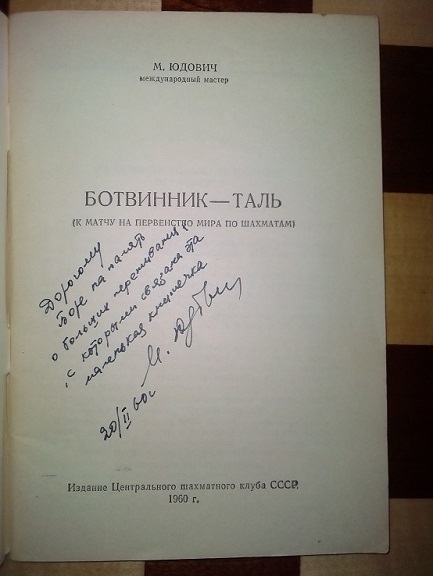 М. ЮДОВИЧ
международный мастер
БОТВИННИК — ТАЛЬ
(К МАТЧУ НА ПЕРВЕНСТВО МИРА ПО ШАХМАТАМ)
Дорогому
Боре на память
о больших переживаниях,
с которыми связана эта
маленькая книжечка
М. Юдович
20/II 60г.
Издание Центрального шахматного клуба СССР.
1960 г.